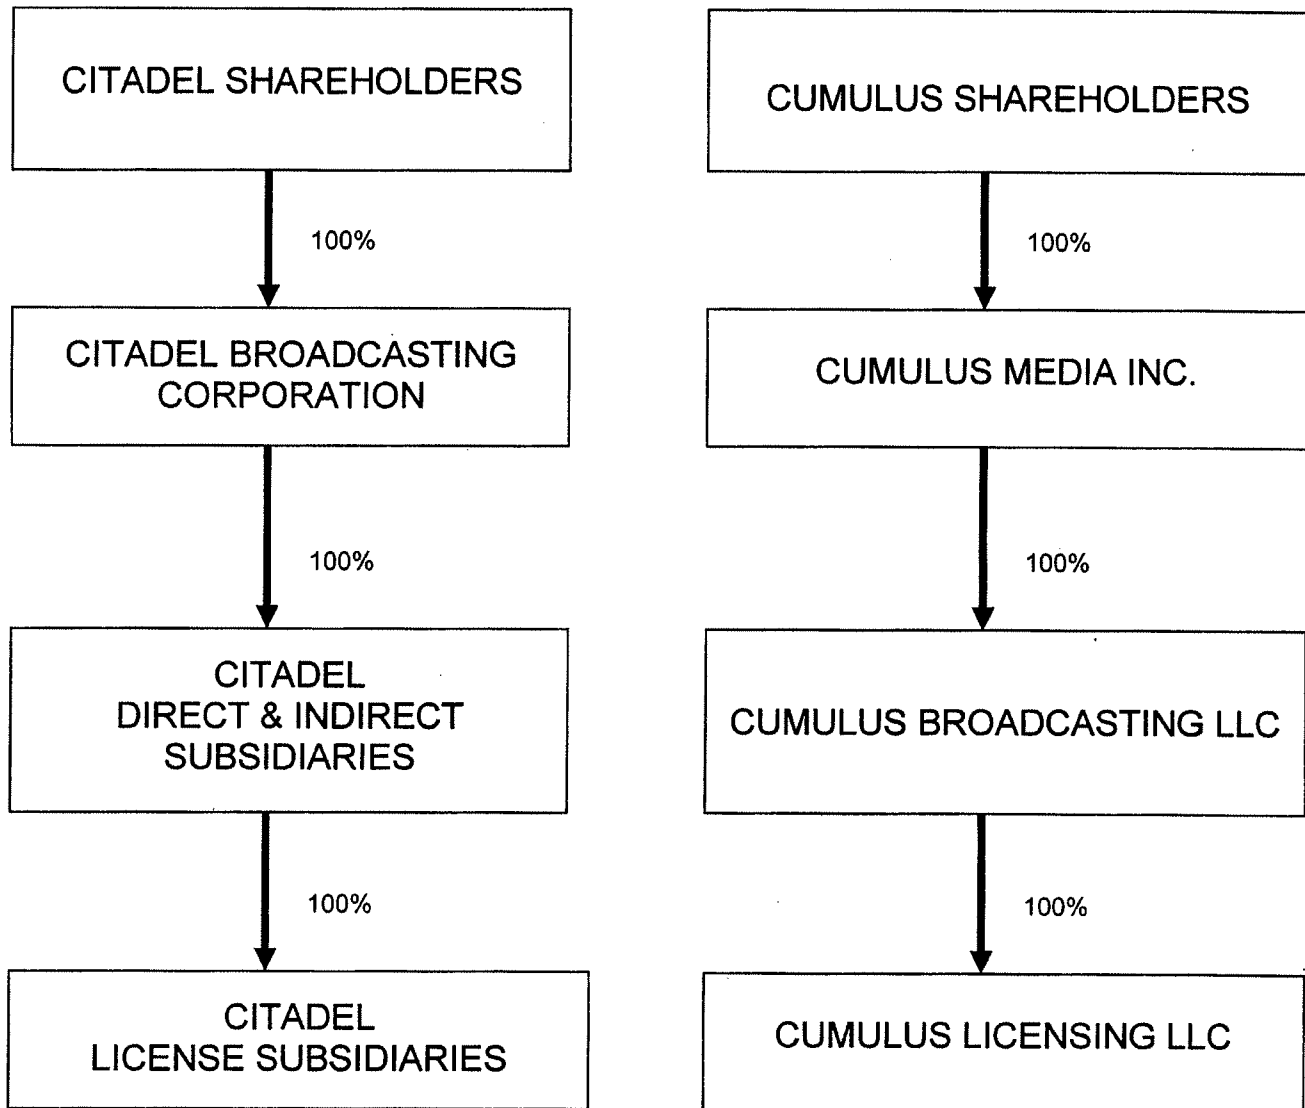 CITADEL SHAREHOLDERS
100%
CITADEL BROADCASTING
CORPORATION
100%
CITADEL
DIRECT & INDIRECT
SUBSIDIARIES
100%
CITADEL
LICENSE SUBSIDIARIES
CUMULUS SHAREHOLDERS
100%
CUMULUS MEDIA INC.
100%
CUMULUS BROADCASTING LLC
100%
CUMULUS LICENSING LLC